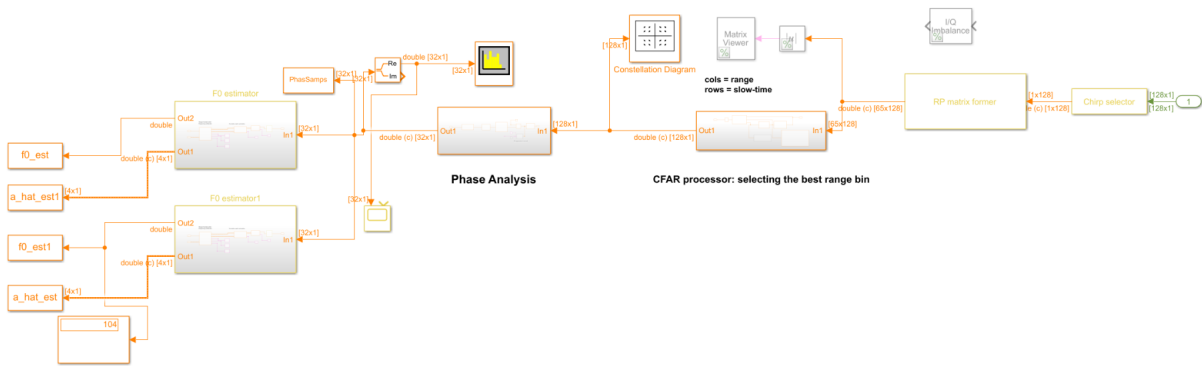 I/Q
Imbalance
Matrix
Viewer
|u|
[128x1]
Constellation Diagram
cols = range
rows = slow-time
double [32x1]
[32x1]
Re
Im
PhasSamps
[32x1]
[32x1]
F0 estimator
Out2
double
Out1
double (c) [4x1]
In1
[32x1]
f0_est
a_hat_est1
[4x1]
Out1
double (c) [32x1]
In1
[128x1]
Out1
double (c) [128x1]
In1
[65x128]
double (c) [65x128]
RP matrix former
[1x128]
(c) [1x128]
Chirp selector
[128x1]
[128x1]
1
Phase Analysis
CFAR processor: selecting the best range bin
[32x1]
F0 estimator1
Out2
double
Out1
double (c) [4x1]
In1
[32x1]
f0_est1
a_hat_est
[4x1]
104